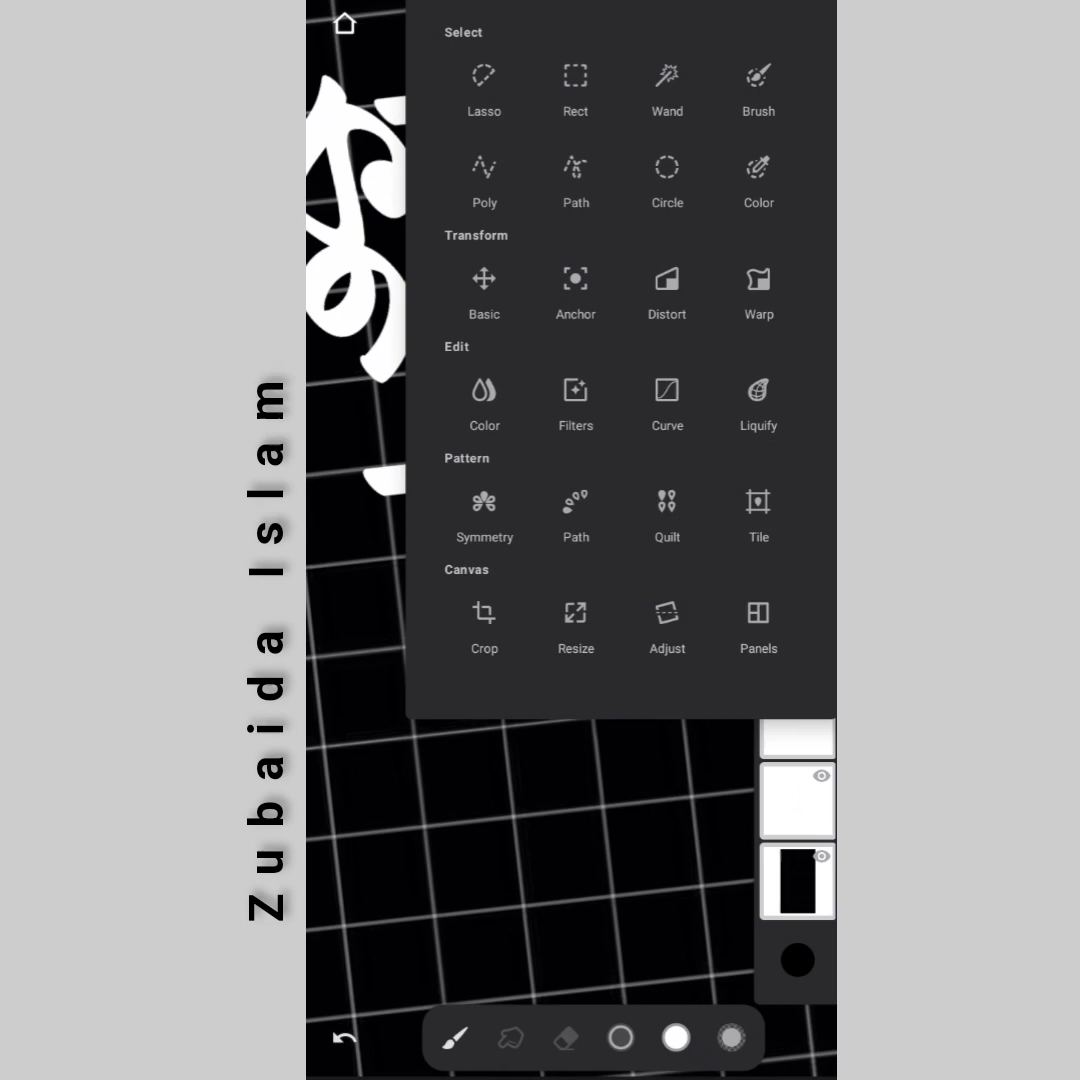 Zubaida Islam
Select
Lasso Rect Wand Brush
Poly Path Circle Color
Transform
Basic Anchor Distort Warp
Edit
Color Filters Curve Liquify
Pattern
Symmetry Path Quilt Tile
Canvas
Crop Resize Adjust Panels